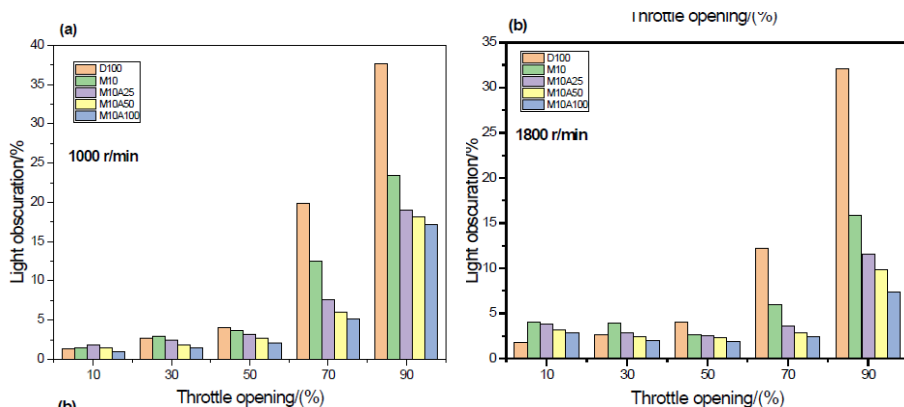 (a)
40
35
30
25
20
15
10
5
0
Light obscuration/%
D100
M10
M10A25
M10A50
M10A100
1000 r/min
10 30 50 70 90
Throttle opening/(%)
(b)
Throttle opening/(%)
(b)
35
30
25
20
15
10
5
0
Light obscuration/%
D100
M10
M10A25
M10A50
M10A100
1800 r/min
10 30 50 70 90
Throttle opening/(%)